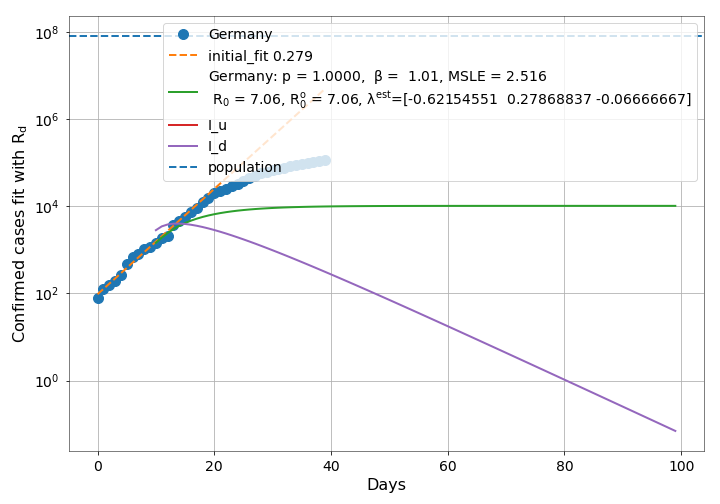 Germany
initial_fit 0.279
Germany: p = 1.0000,  β =  1.01, MSLE = 2.516
R₀ = 7.06, R₀ᵒ = 7.06, λᵉˢᵗ=[-0.62154551  0.27868837 -0.06666667]
I_u
I_d
population
10⁸
10⁶
10⁴
10²
10⁰
Confirmed cases fit with R_d
0 20 40 60 80 100
Days